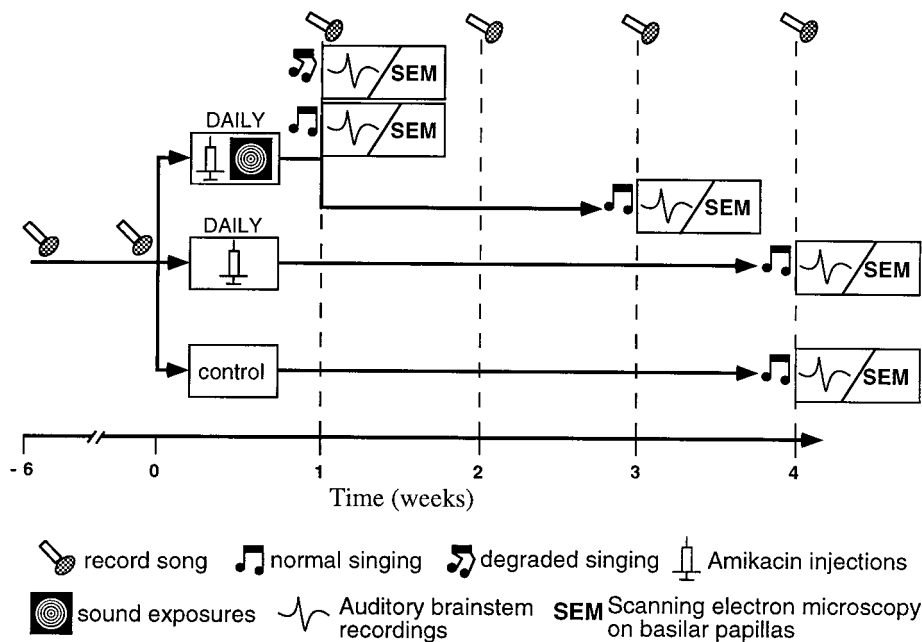 SEM
DAILY
SEM
SEM
DAILY
SEM
control
SEM
- 6 0 1 2 3 4
Time (weeks)
record song normal singing degraded singing Amikacin injections
sound exposures Auditory brainstem recordings SEM Scanning electron microscopy on basilar papillas